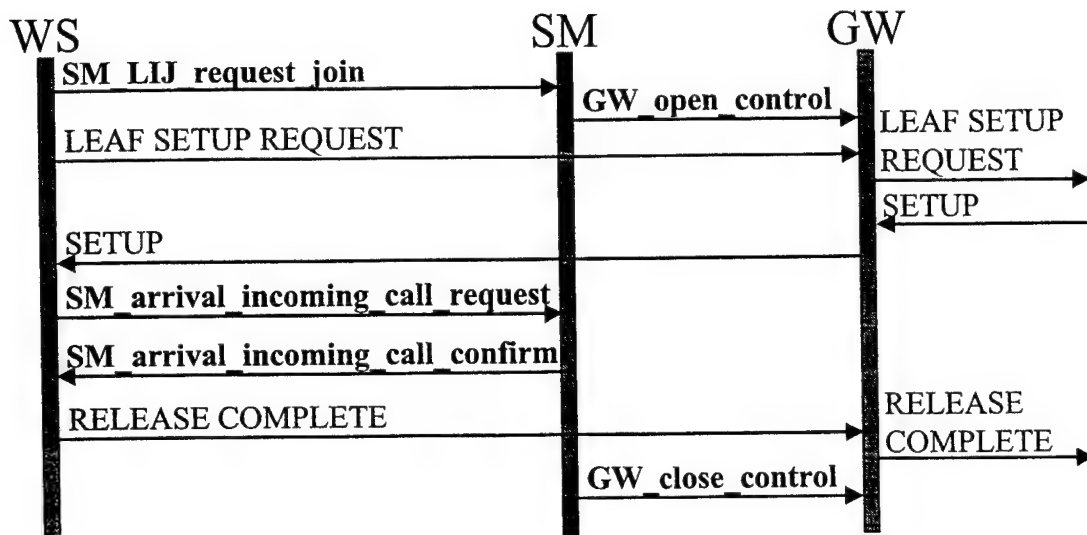 WS SM GW
SM_LIJ_request_join
GW_open_control
LEAF SETUP REQUEST
LEAF SETUP
REQUEST
SETUP
SETUP
SM_arrival_incoming_call_request
SM_arrival_incoming_call_confirm
RELEASE COMPLETE
RELEASE
COMPLETE
GW_close_control